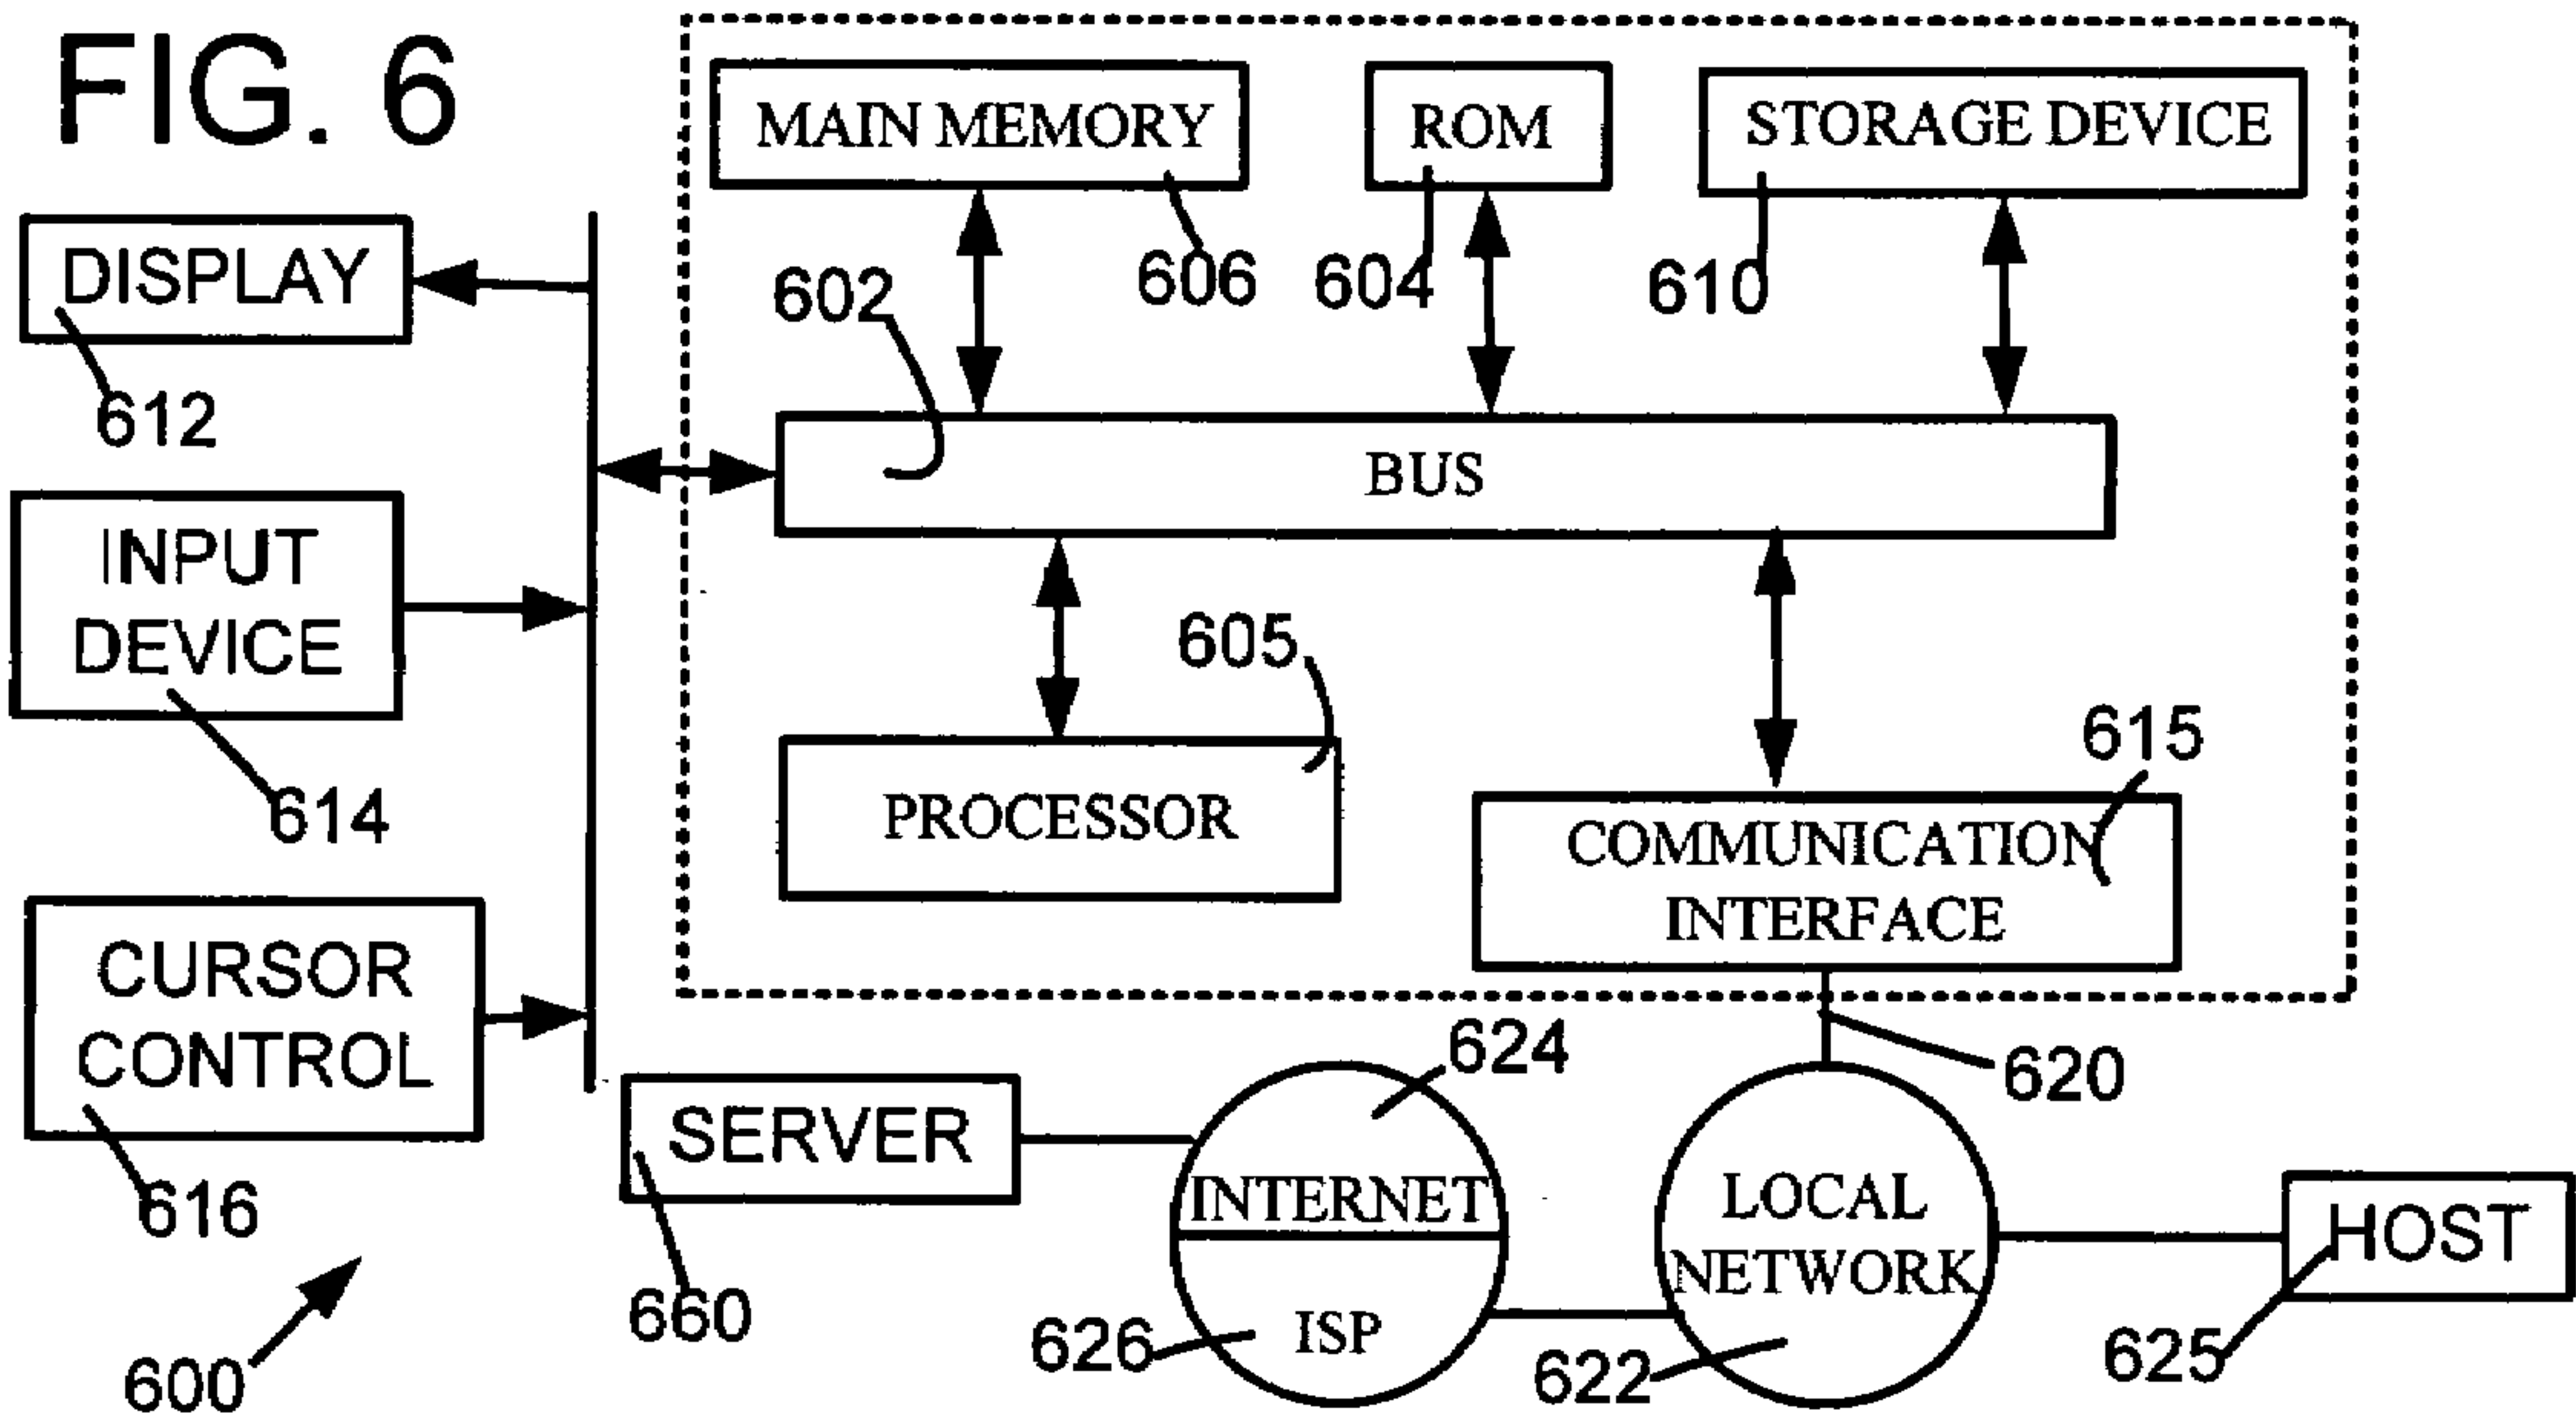 FIG. 6
MAIN MEMORY
ROM
STORAGE DEVICE
606
604
610
602
DISPLAY
612
BUS
INPUT
DEVICE
614
605
PROCESSOR
615
COMMUNICATION
INTERFACE
CURSOR
CONTROL
616
620
SERVER
660
624
INTERNET
ISP
626
LOCAL
NETWORK
622
HOST
625
600